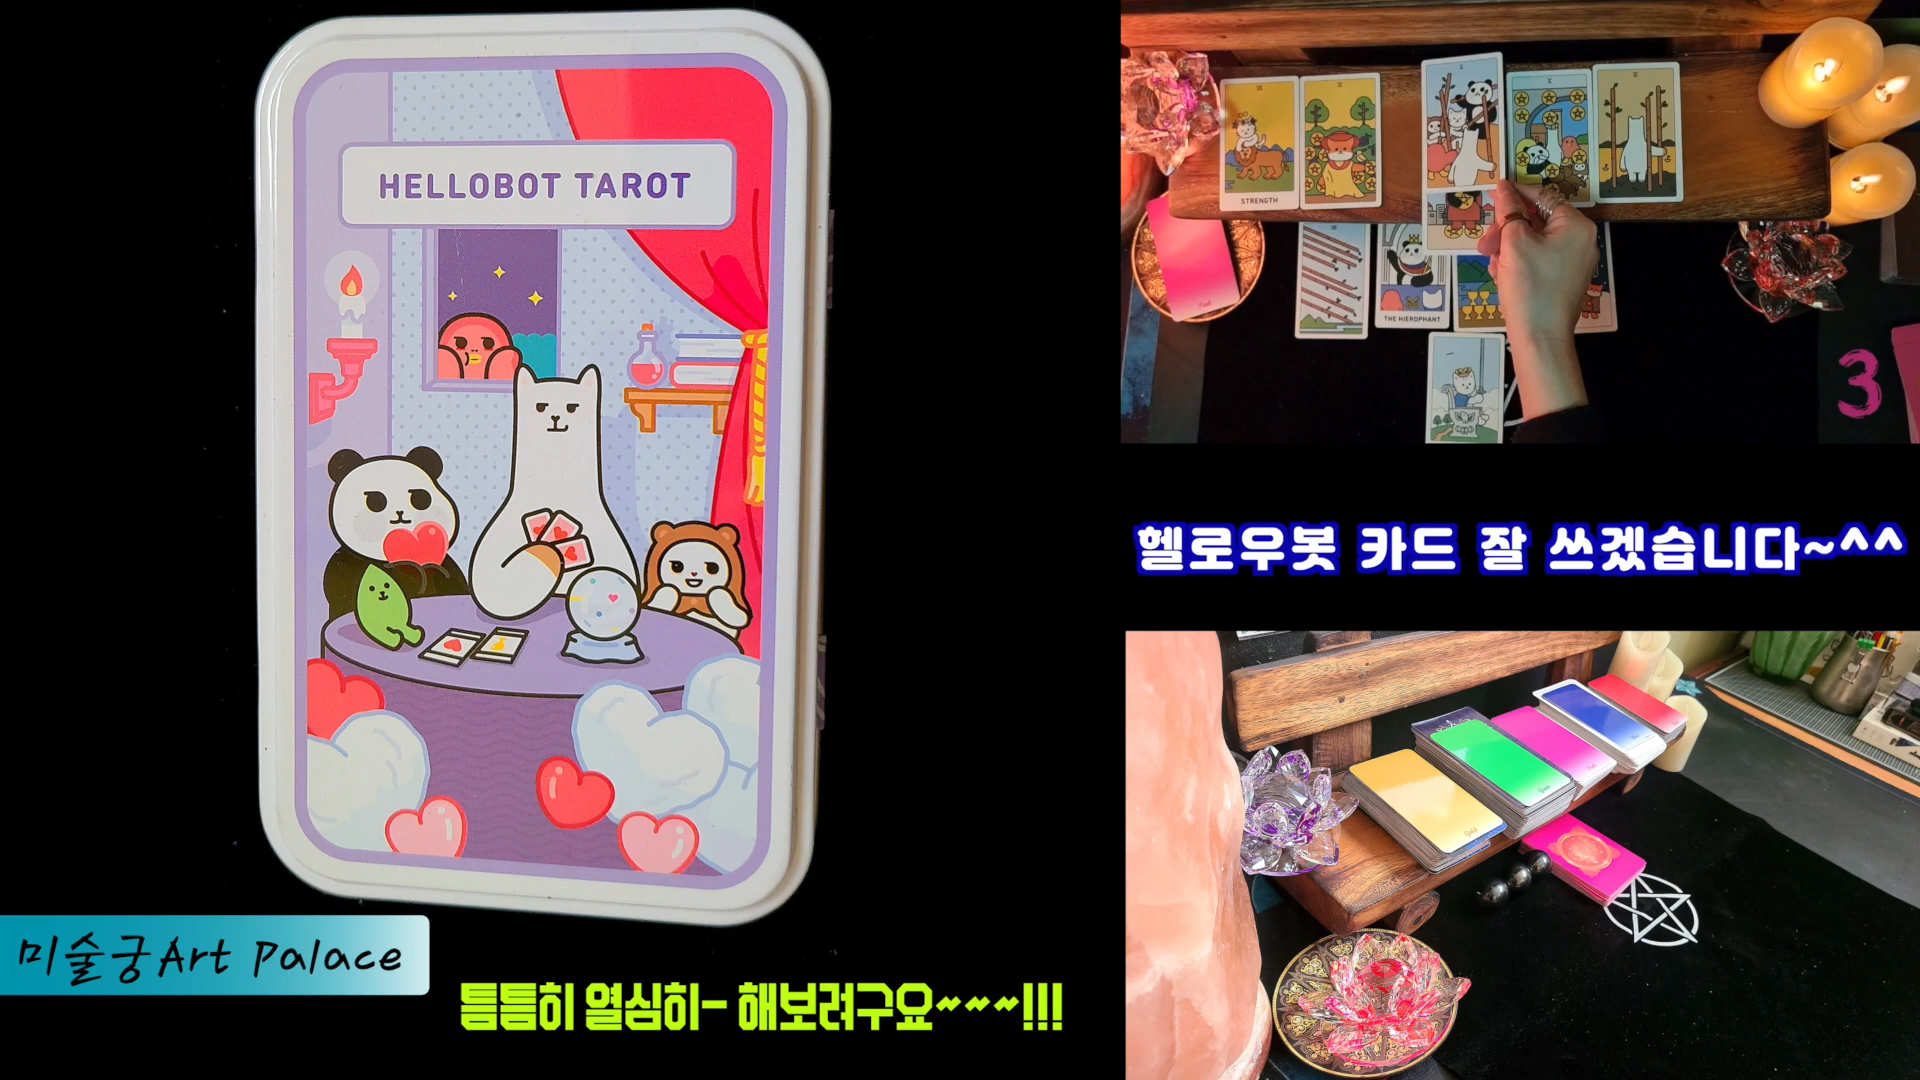 HELLOBOT TAROT
STRENGTH
THE HIEROPHANT
3
헬로우봇 카드 잘 쓰겠습니다~^^
Gold
미술궁Art Palace
틈틈히 열심히- 해보려구요~~~!!!